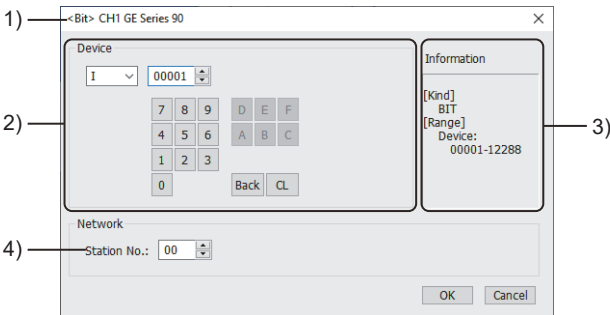 1)
<Bit> CH1 GE Series 90
Device
I 00001
7 8 9 D E F
4 5 6 A B C
1 2 3
0 Back CL
2)
Information
[Kind]
BIT
[Range]
Device:
00001-12288
3)
Network
4)
Station No.: 00
OK Cancel